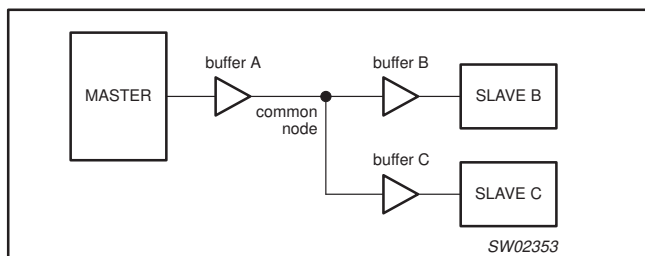 buffer A
buffer B
MASTER
SLAVE B
common
node
buffer C
SLAVE C
SW02353